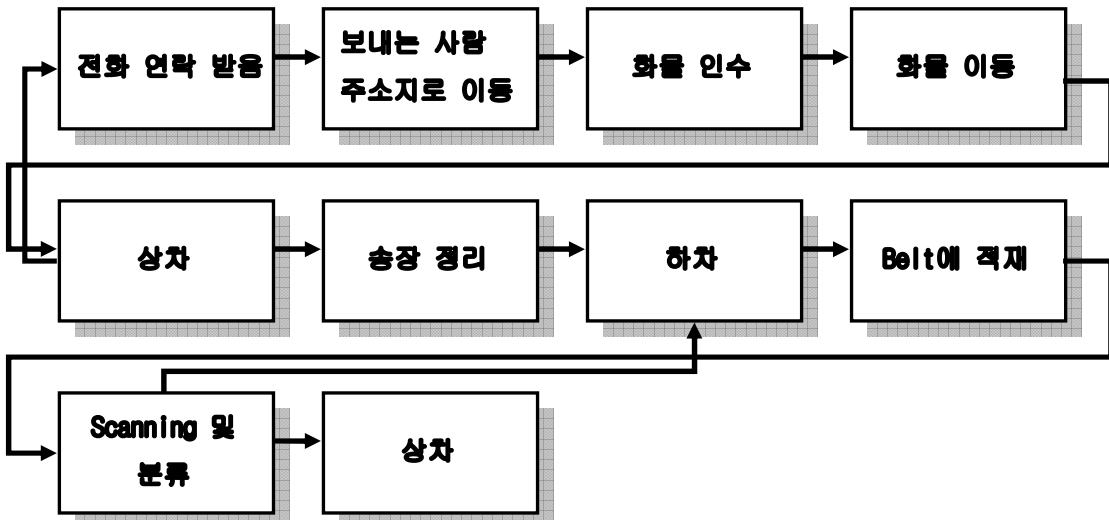 전화 연락 받음
보내는 사람
주소지로 이동
화물 인수
화물 이동
상차
송장 정리
하차
Belt에 적재
Scanning 및
분류
상차